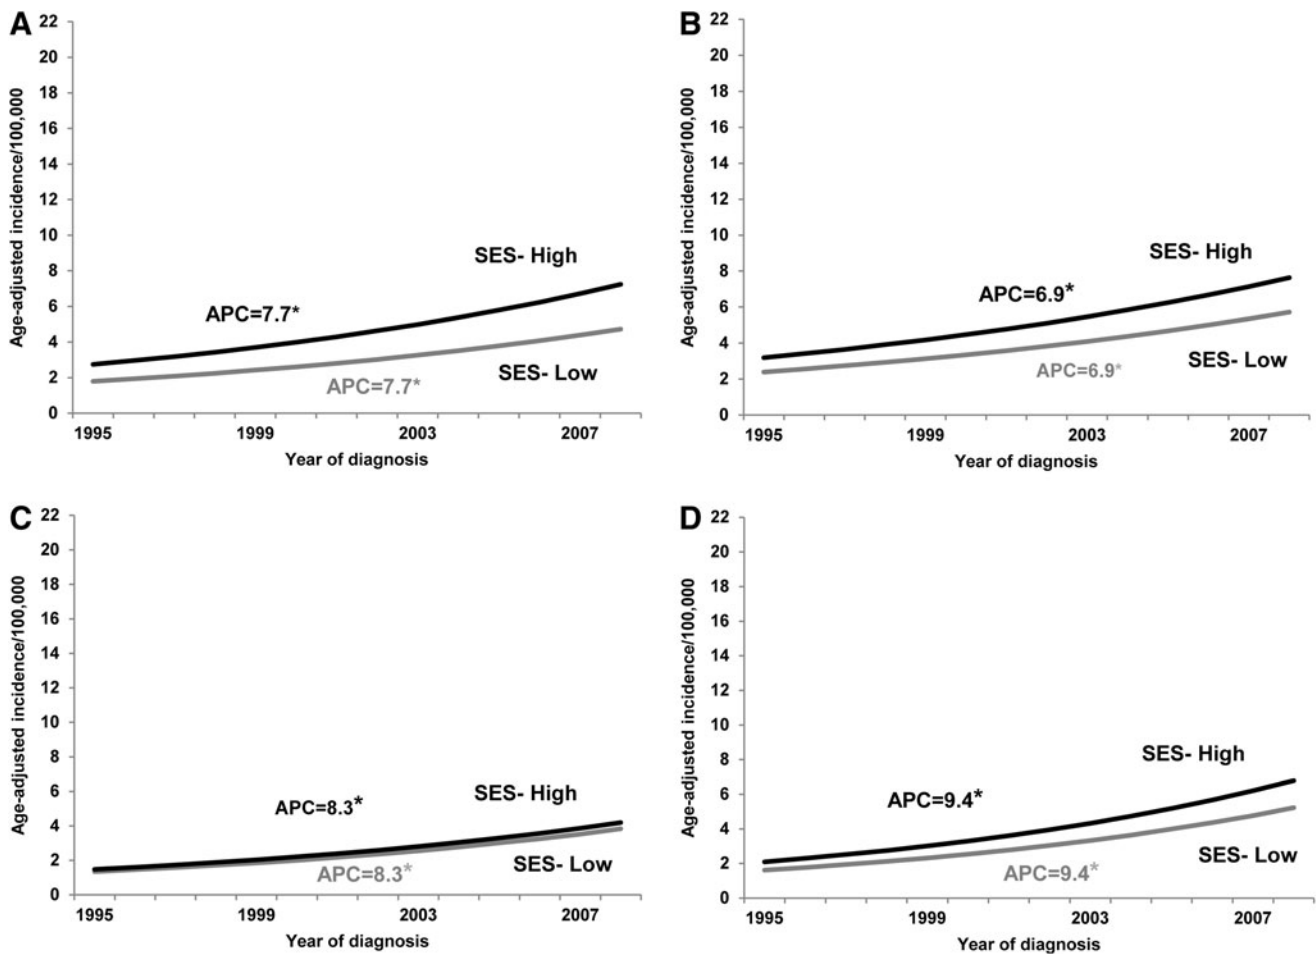 A
Age-adjusted incidence/100,000
22
20
18
16
14
12
10
8
6
4
2
0
SES- High
APC=7.7*
SES- Low
APC=7.7*
1995 1999 2003 2007
Year of diagnosis
B
Age-adjusted incidence/100,000
22
20
18
16
14
12
10
8
6
4
2
0
SES- High
APC=6.9*
SES- Low
APC=6.9*
1995 1999 2003 2007
Year of diagnosis
C
Age-adjusted incidence/100,000
22
20
18
16
14
12
10
8
6
4
2
0
SES- High
APC=8.3*
SES- Low
APC=8.3*
1995 1999 2003 2007
Year of diagnosis
D
Age-adjusted incidence/100,000
22
20
18
16
14
12
10
8
6
4
2
0
SES- High
APC=9.4*
SES- Low
APC=9.4*
1995 1999 2003 2007
Year of diagnosis